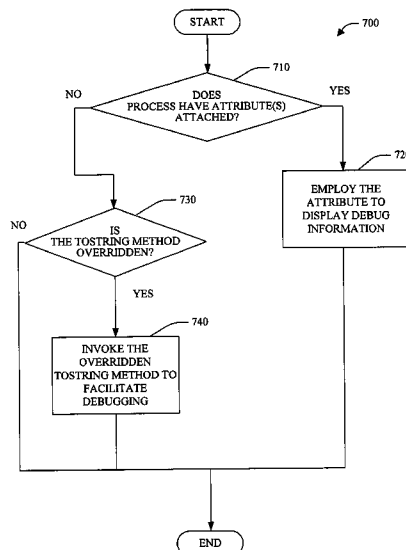 START
700
710
NO
DOES
PROCESS HAVE ATTRIBUTE(S)
ATTACHED?
YES
720
EMPLOY THE
ATTRIBUTE TO
DISPLAY DEBUG
INFORMATION
730
NO
IS
THE TOSTRING METHOD
OVERRIDDEN?
YES
740
INVOKE THE
OVERRIDDEN
TOSTRING METHOD TO
FACILITATE
DEBUGGING
END